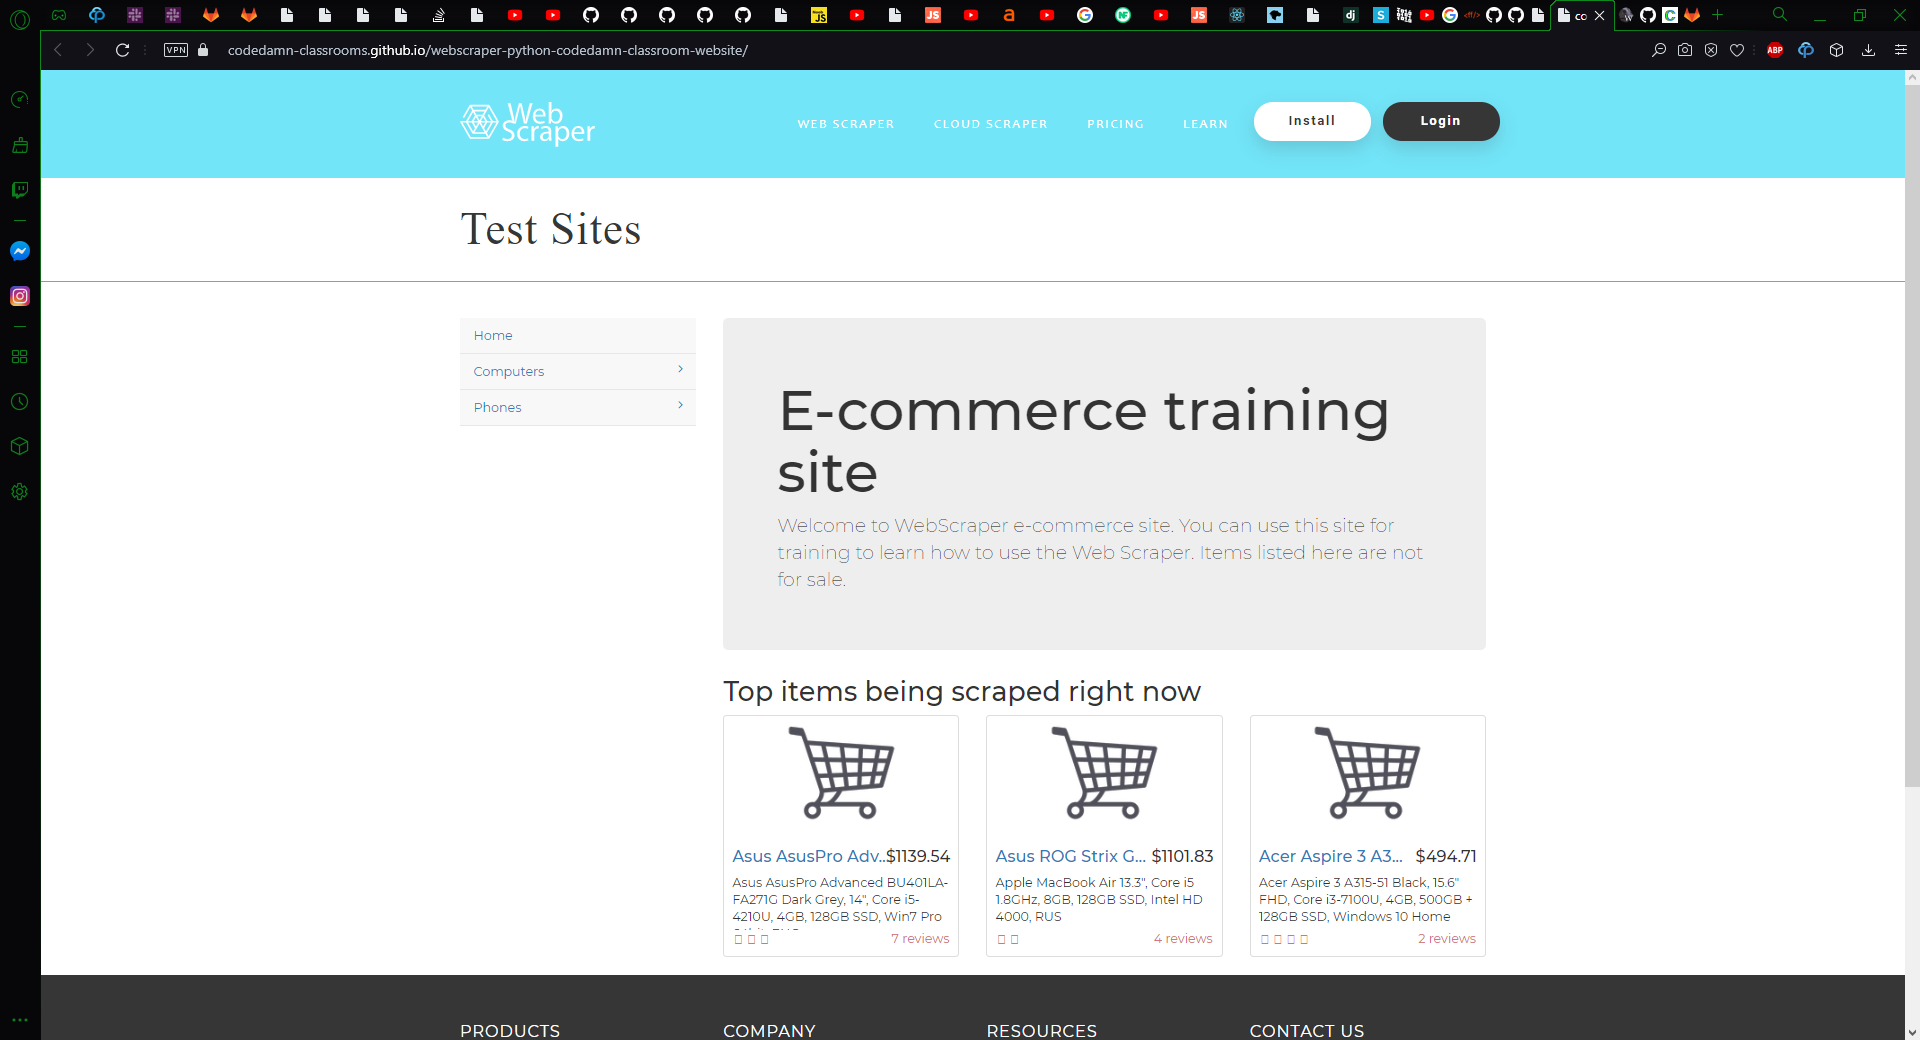 VPN
codedamn-classrooms.github.io/webscraper-python-codedamn-classroom-website/
ABP
Web
Scraper
WEB SCRAPER
CLOUD SCRAPER
PRICING
LEARN
Install
Login
Test Sites
Home
Computers
Phones
E-commerce training
site
Welcome to WebScraper e-commerce site. You can use this site for
training to learn how to use the Web Scraper. Items listed here are not
for sale.
Top items being scraped right now
Asus AsusPro Adv... $1139.54
Asus AsusPro Advanced BU401LA-
FA271G Dark Grey, 14", Core i5-
4210U, 4GB, 128GB SSD, Win7 Pro
7 reviews
Asus ROG Strix G... $1101.83
Apple MacBook Air 13.3", Core i5
1.8GHz, 8GB, 128GB SSD, Intel HD
4000, RUS
4 reviews
Acer Aspire 3 A3... $494.71
Acer Aspire 3 A315-51 Black, 15.6"
FHD, Core i3-7100U, 4GB, 500GB +
128GB SSD, Windows 10 Home
2 reviews
PRODUCTS
COMPANY
RESOURCES
CONTACT US